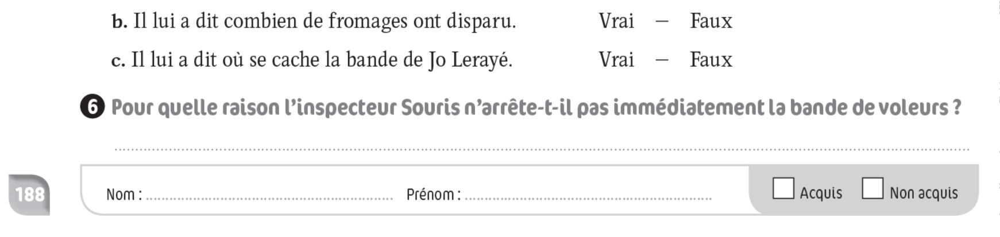 b. Il lui a dit combien de fromages ont disparu. Vrai – Faux
c. Il lui a dit où se cache la bande de Jo Lerayé. Vrai – Faux
6 Pour quelle raison l'inspecteur Souris n'arrête-t-il pas immédiatement la bande de voleurs ?
188 Nom : Prénom : Acquis Non acquis